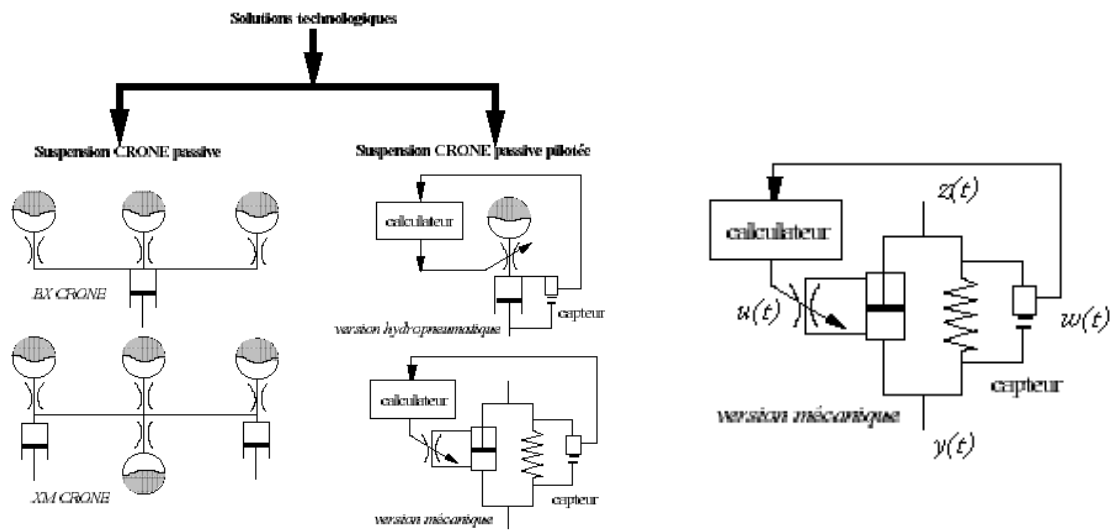 Solutions technologiques
Suspension CRONE passive
Suspension CRONE passive pilotée
calculateur
BX CRONE
capteur
version hydropneumatique
calculateur
XM CRONE
capteur
version mécanique
z(t)
calculateur
u(t)
w(t)
capteur
version mécanique
y(t)